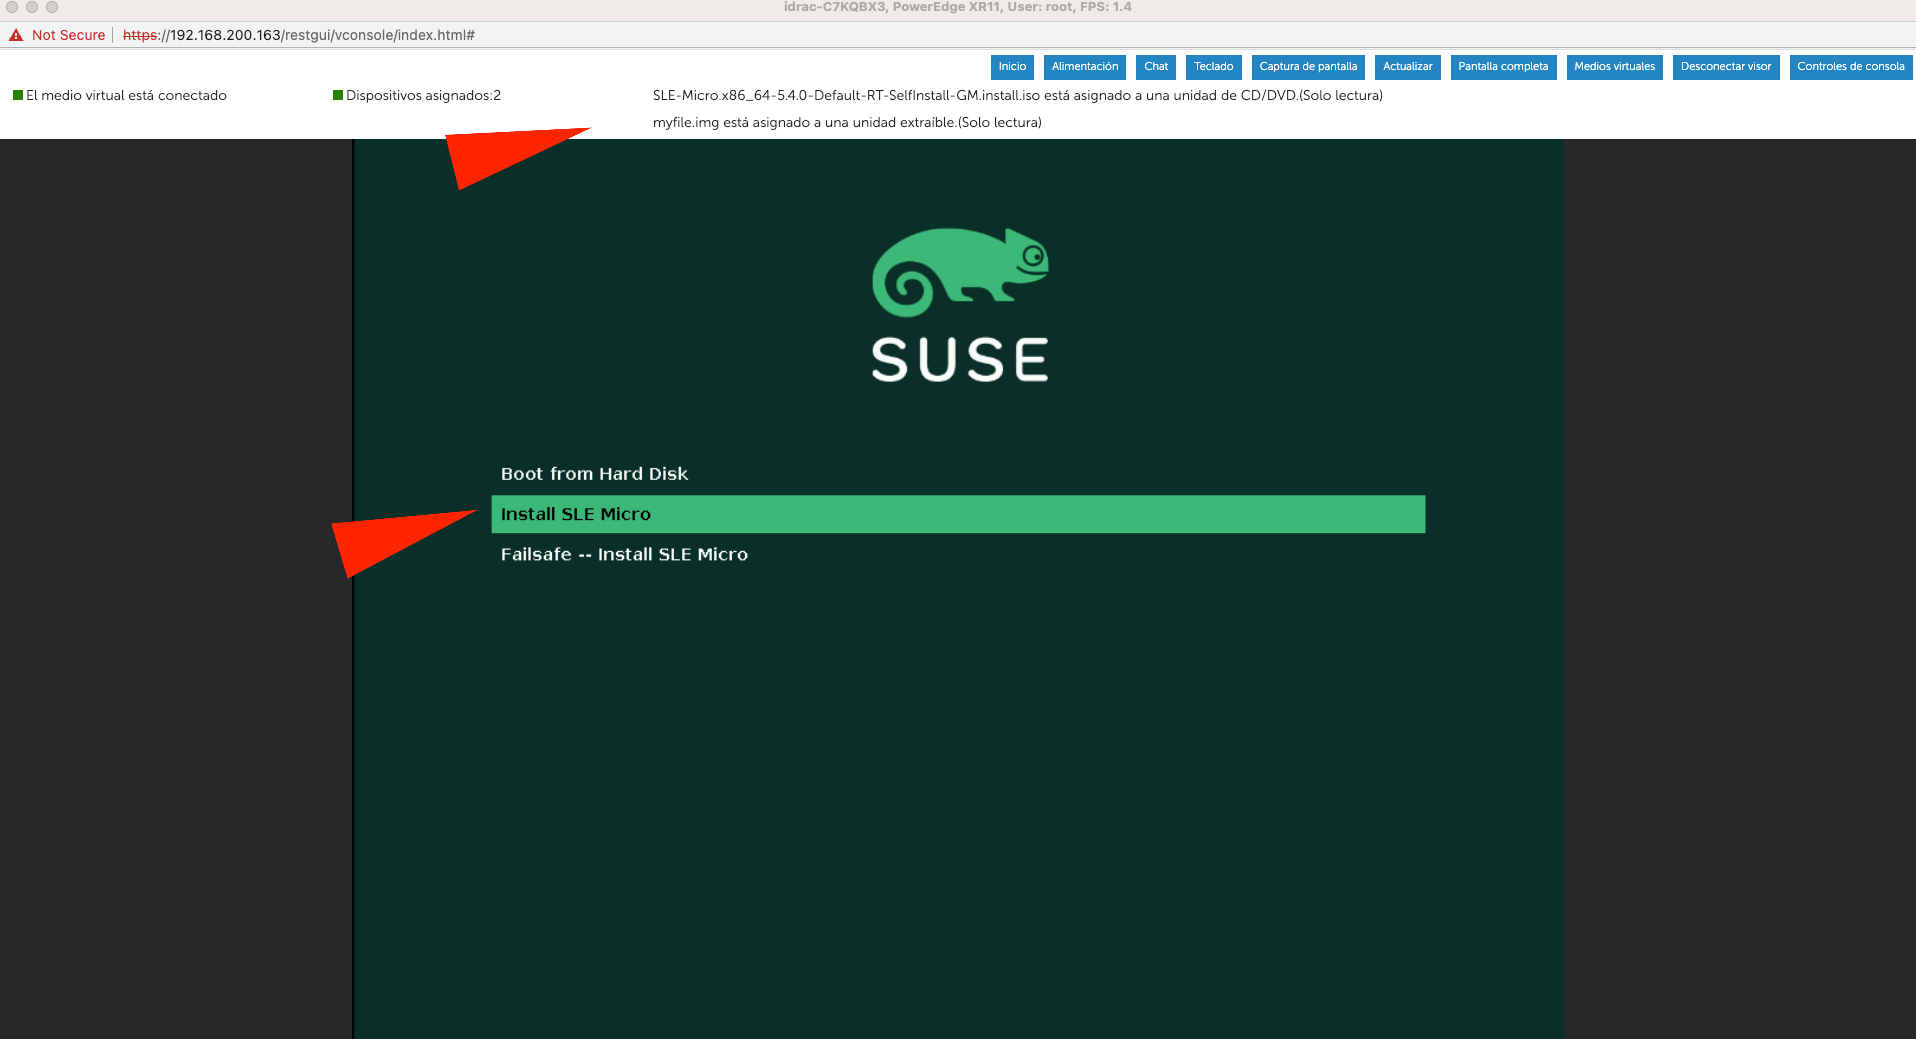 idrac-C7KQBX3, PowerEdge XR11, User: root, FPS: 1.4
Not Secure https://192.168.200.163/restgui/vconsole/index.html#
Inicio Alimentación Chat Teclado Captura de pantalla Actualizar Pantalla completa Medios virtuales Desconectar visor Controles de consola
El medio virtual está conectado Dispositivos asignados:2 SLE-Micro.x86_64-5.4.0-Default-RT-SelfInstall-GM.install.iso está asignado a una unidad de CD/DVD.(Solo lectura)
myfile.img está asignado a una unidad extraíble.(Solo lectura)
SUSE
Boot from Hard Disk
Install SLE Micro
Failsafe -- Install SLE Micro